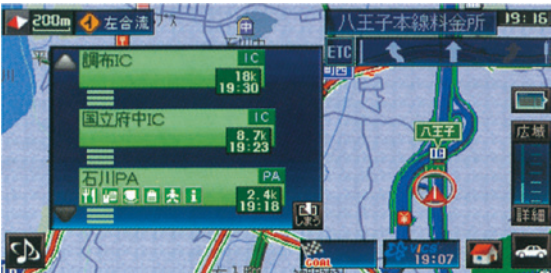 200m
左合流
八王子本線料金所
19:16
ETC
調布IC
IC
18k
19:30
国立府中IC
IC
8.7k
19:23
石川PA
PA
2.4k
19:18
しまう
八王子
IC
広域
詳細
GOAL
VICS
19:07